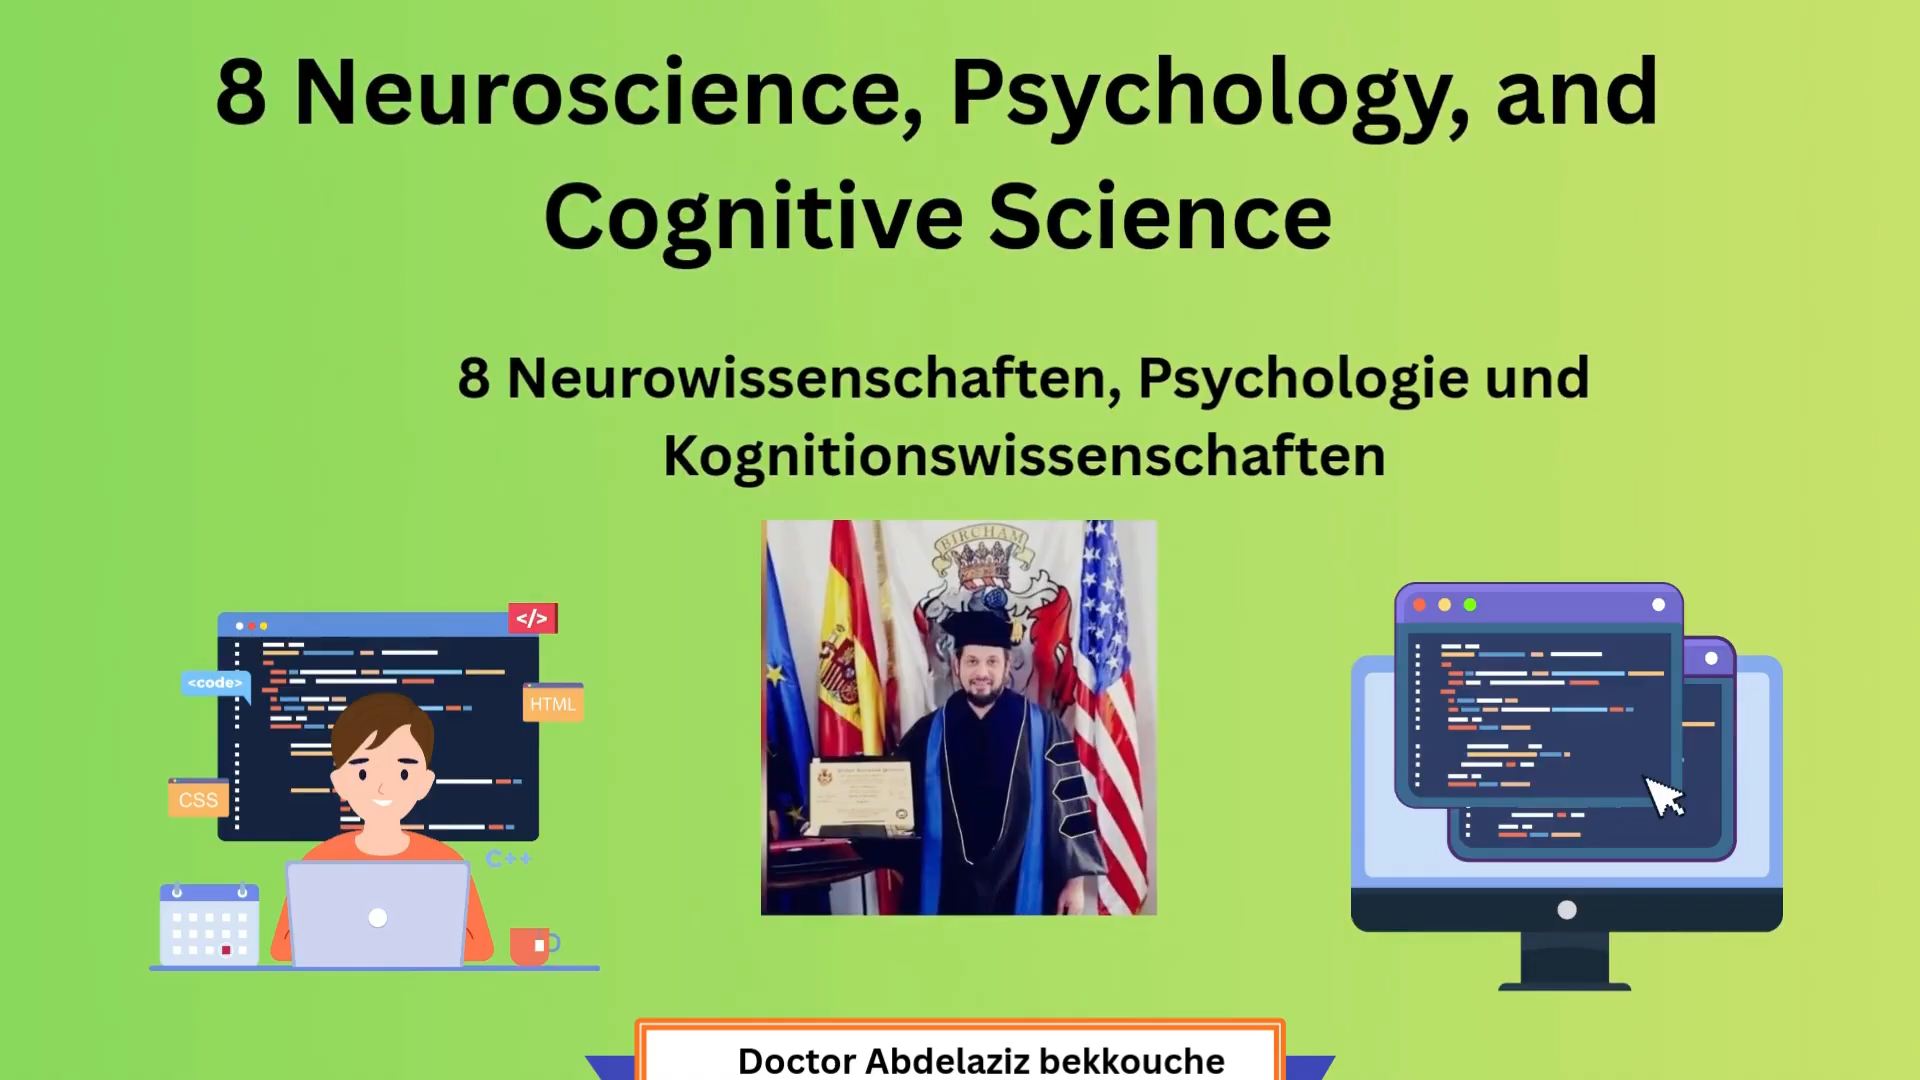 8 Neuroscience, Psychology, and
Cognitive Science
8 Neurowissenschaften, Psychologie und
Kognitionswissenschaften
BIRCHAM
</>
<code>
HTML
CSS
C++
Doctor Abdelaziz bekkouche